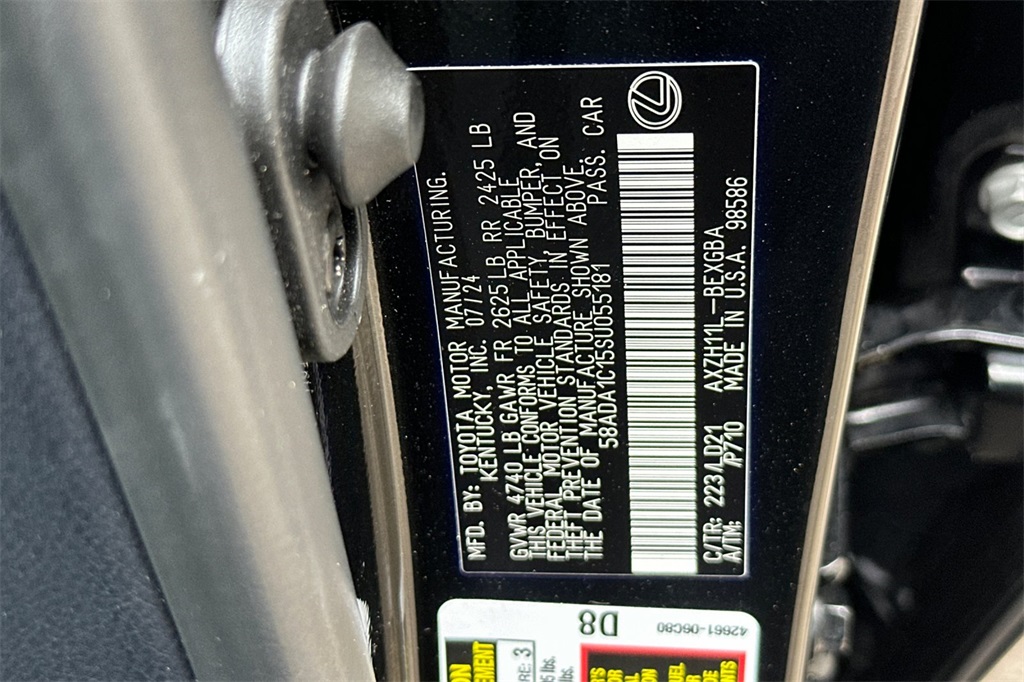 MFD. BY: TOYOTA MOTOR MANUFACTURING.
KENTUCKY, INC. 07/24
GVWR 4740 LB GAWR FR 2625 LB RR 2425 LB
THIS VEHICLE CONFORMS TO ALL APPLICABLE
FEDERAL MOTOR VEHICLE SAFETY, BUMPER, AND
THEFT PREVENTION STANDARDS IN EFFECT ON
THE DATE OF MANUFACTURE SHOWN ABOVE.
58ADA1C15SU055181 PASS. CAR
C/TR: 223/LD21 AXZH11L-BEXGBA
A/TM: /P710 MADE IN U.S.A. 98586
D8
42661-06C80